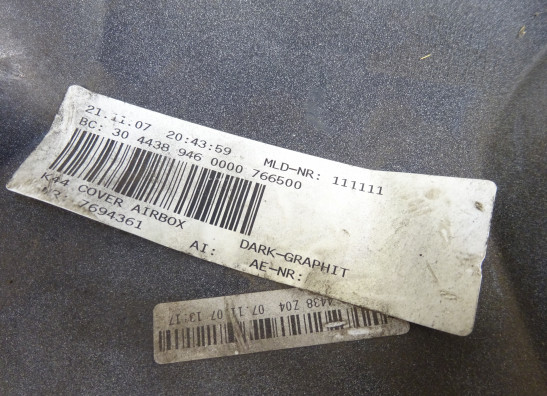 21.11.07 20:43:59 MLD-NR: 111111
BC: 30 4438 946 0000 766500
K44 COVER AIRBOX DARK-GRAPHIT
7694361 AI: AE-NR:
4438 Z04 07.11.07 13:17